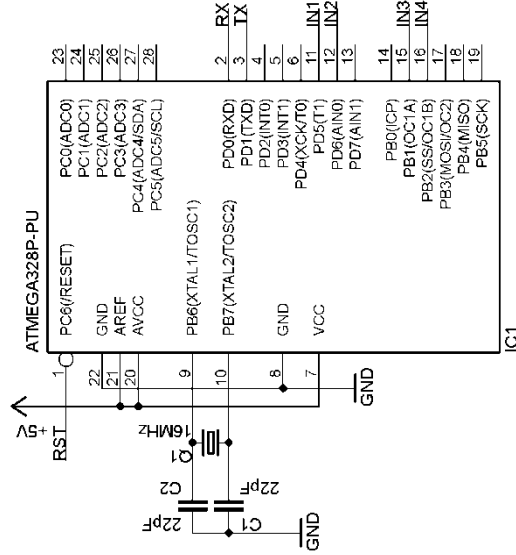 ATMEGA328P-PU
+5V
RST
1 PC6(/RESET)
22 GND
21 AREF
20 AVCC
9 PB6(XTAL1/TOSC1)
10 PB7(XTAL2/TOSC2)
8 GND
7 VCC
PC0(ADC0) 23
PC1(ADC1) 24
PC2(ADC2) 25
PC3(ADC3) 26
PC4(ADC4/SDA) 27
PC5(ADC5/SCL) 28
PD0(RXD) 2 RX
PD1(TXD) 3 TX
PD2(INT0) 4
PD3(INT1) 5
PD4(XCK/T0) 6
PD5(T1) 11 IN1
PD6(AIN0) 12 IN2
PD7(AIN1) 13
PB0(ICP) 14
PB1(OC1A) 15 IN3
PB2(SS/OC1B) 16 IN4
PB3(MOSI/OC2) 17
PB4(MISO) 18
PB5(SCK) 19
IC1
Q1
16MHz
C2
22pF
C1
22pF
GND
GND